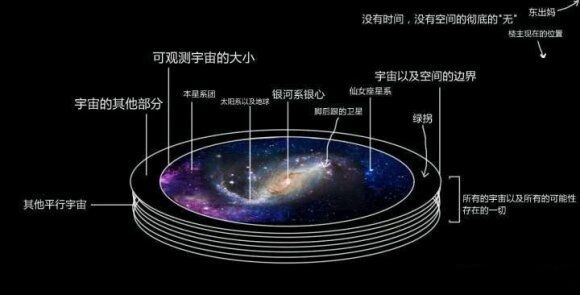 东出妈
没有时间，没有空间的彻底的"无"
楼主现在的位置
可观测宇宙的大小
宇宙以及空间的边界
本星系团
银河系银心
仙女座星系
宇宙的其他部分
太阳系以及地球
脚后跟的卫星
绿拐
其他平行宇宙
所有的宇宙以及所有的可能性
存在的一切